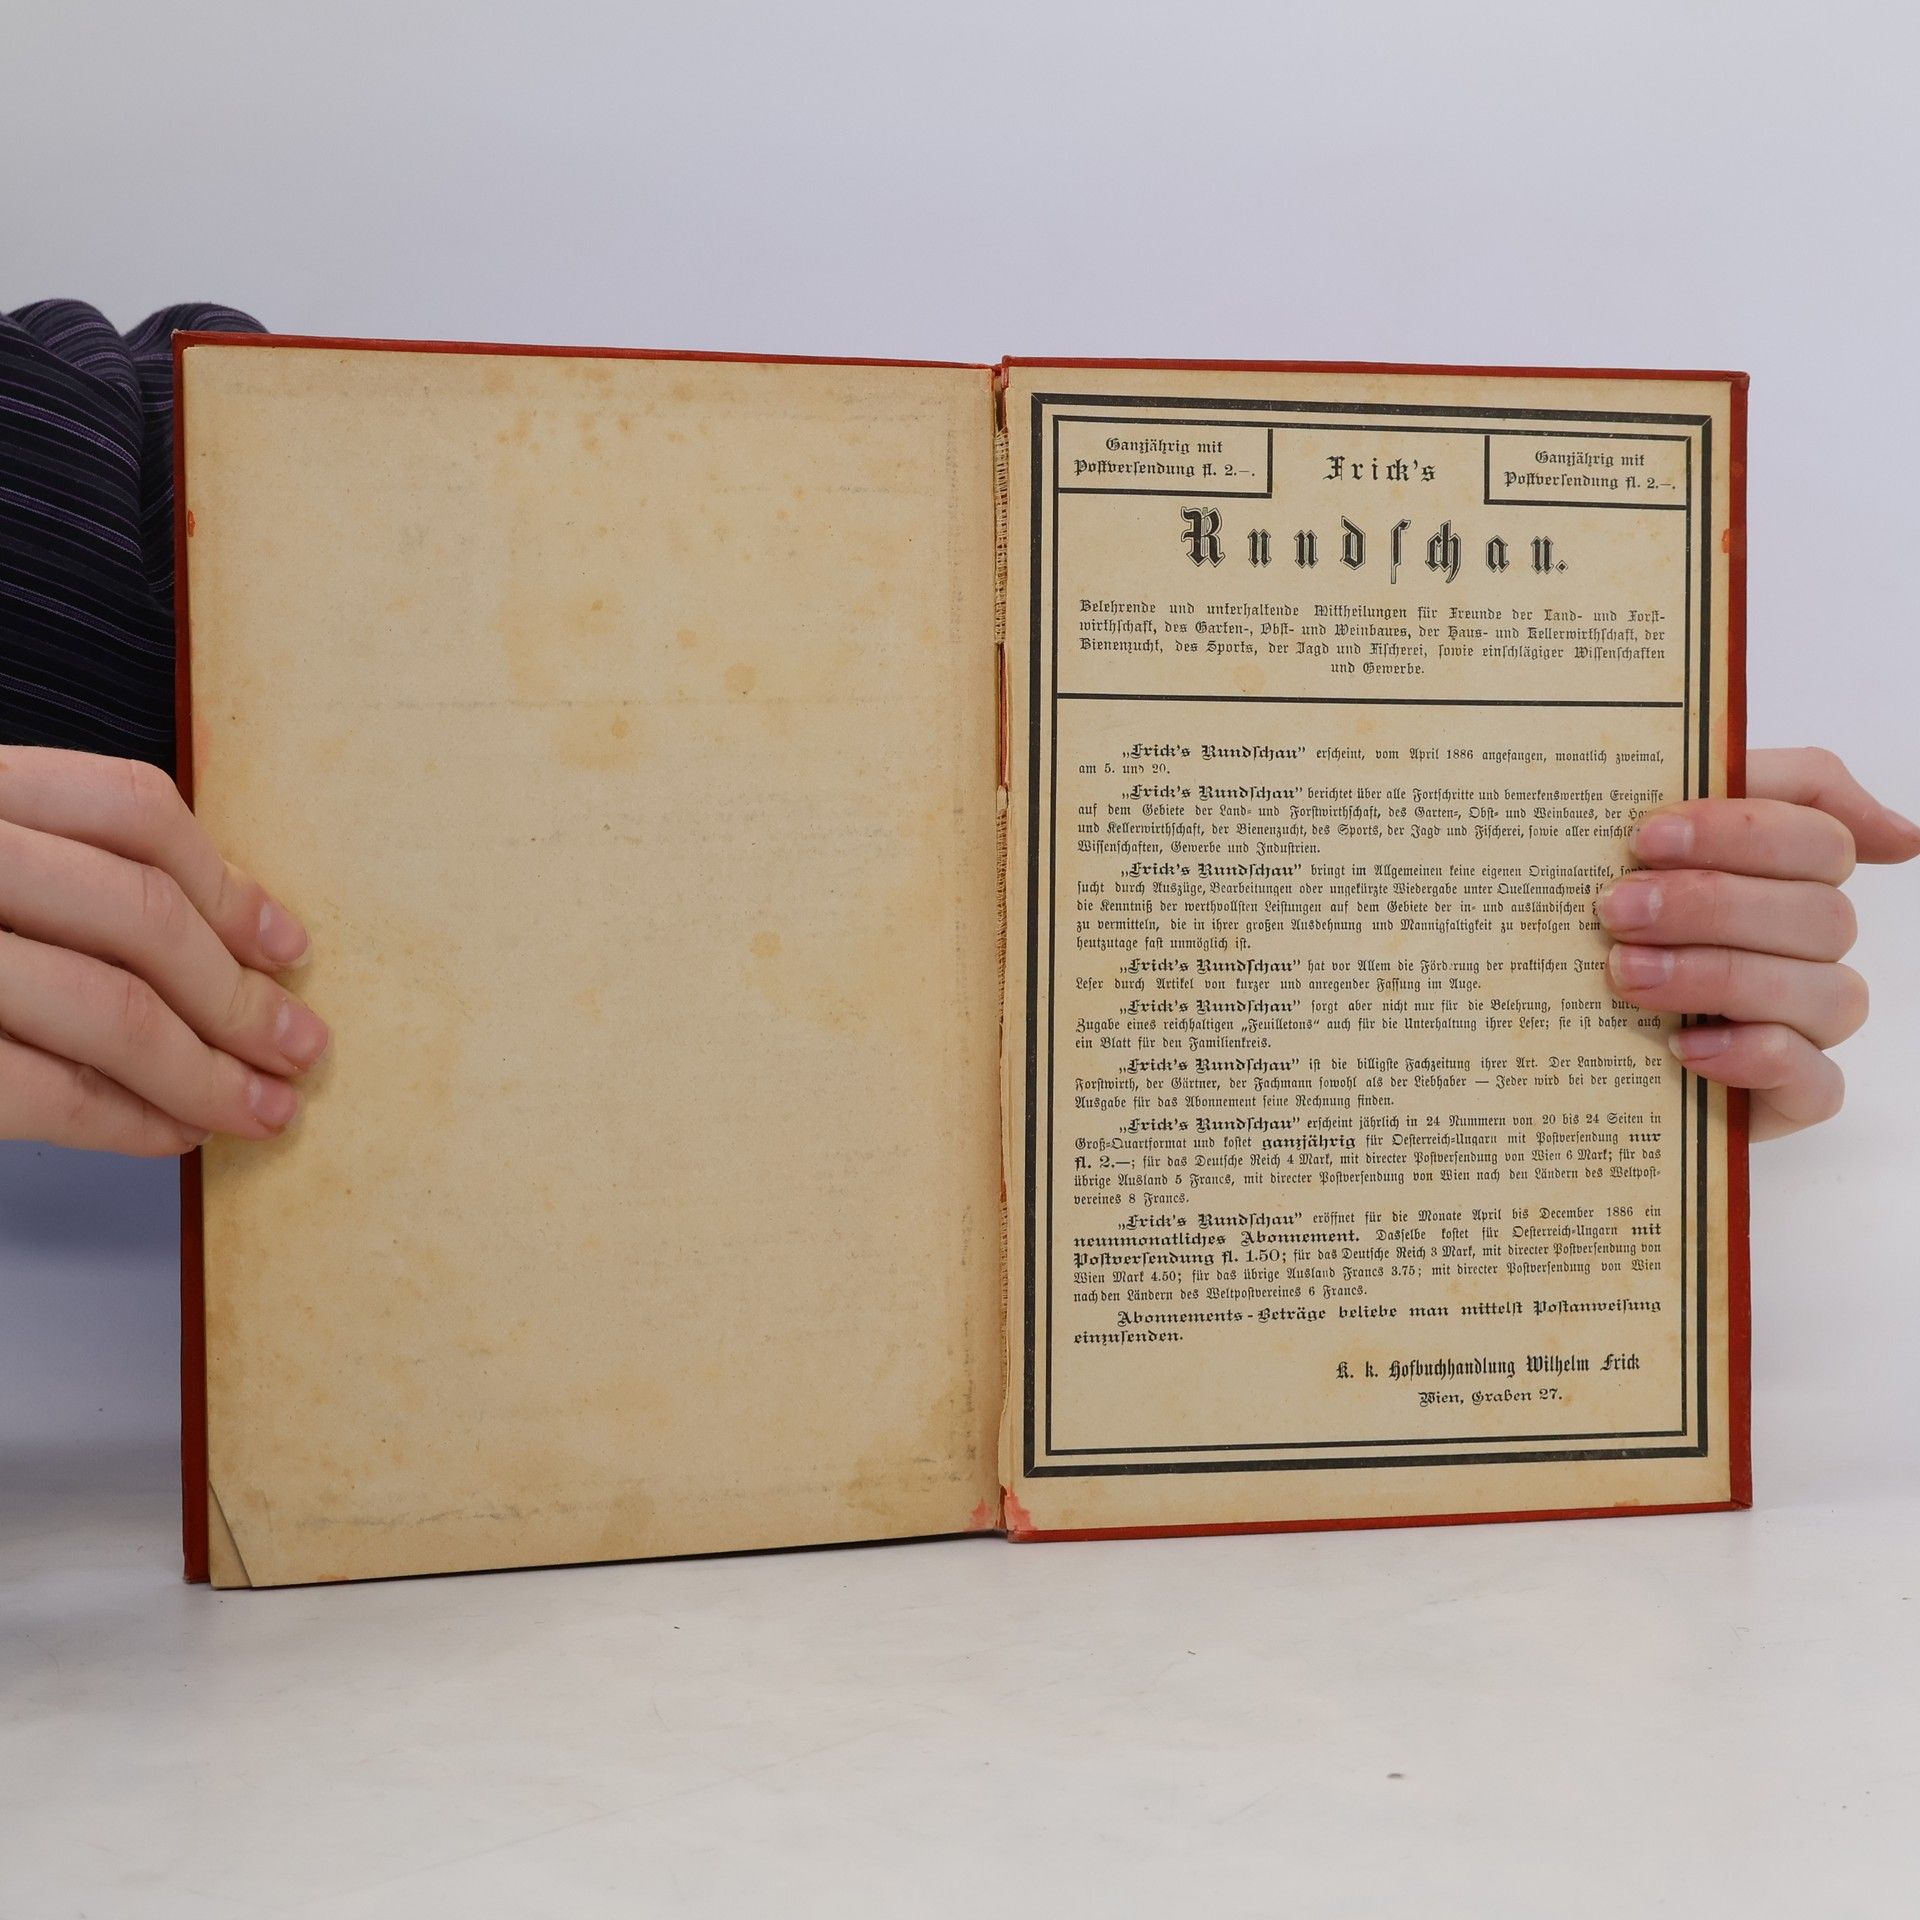 Ganzjährig mit
Postversendung fl. 2.—.
Frick's
Ganzjährig mit
Postversendung fl. 2.—.
Rundschau.
Belehrende und unterhaltende Mittheilungen für Freunde der Land- und Forst-
wirthschaft, des Garten-, Obst- und Weinbaues, der Haus- und Kellerwirthschaft, der
Bienenzucht, des Sports, der Jagd und Fischerei, sowie einschlägiger Wissenschaften
und Gewerbe.
„Frick's Rundschau" erscheint, vom April 1886 angefangen, monatlich zweimal,
am 5. und 20.
„Frick's Rundschau" berichtet über alle Fortschritte und bemerkenswerthen Ereignisse
auf dem Gebiete der Land- und Forstwirthschaft, des Garten-, Obst- und Weinbaues, der
und Kellerwirthschaft, der Bienenzucht, des Sports, der Jagd und Fischerei, sowie aller
Wissenschaften, Gewerbe und Industrien.
„Frick's Rundschau" bringt im Allgemeinen keine eigenen Originalartikel,
sucht durch Auszüge, Bearbeitungen oder ungekürzte Wiedergabe unter Quellennachweis
die Kenntniß der werthvollsten Leistungen auf dem Gebiete der in- und ausländischen
zu vermitteln, die in ihrer großen Ausdehnung und Mannigfaltigkeit zu verfolgen dem
heutzutage fast unmöglich ist.
„Frick's Rundschau" hat vor Allem die Förderung der praktischen
Leser durch Artikel von kurzer und anregender Fassung im Auge.
„Frick's Rundschau" sorgt aber nicht nur für die Belehrung, sondern
Zugabe eines reichhaltigen „Feuilletons" auch für die Unterhaltung ihrer Leser; sie ist daher auch
ein Blatt für den Familienkreis.
„Frick's Rundschau" ist die billigste Fachzeitung ihrer Art. Der Landwirth, der
Forstwirth, der Gärtner, der Fachmann sowohl als der Liebhaber — Jeder wird bei der geringen
Ausgabe für das Abonnement seine Rechnung finden.
„Frick's Rundschau" erscheint jährlich in 24 Nummern von 20 bis 24 Seiten in
Groß-Quartformat und kostet ganzjährig für Oesterreich-Ungarn mit Postversendung nur
fl. 2.—; für das Deutsche Reich 4 Mark, mit directer Postversendung von Wien 6 Mark; für das
übrige Ausland 5 Francs, mit directer Postversendung von Wien nach den Ländern des Weltpost-
vereines 8 Francs.
„Frick's Rundschau" eröffnet für die Monate April bis December 1886 ein
neunmonatliches Abonnement. Dasselbe kostet für Oesterreich-Ungarn mit
Postversendung fl. 1.50; für das Deutsche Reich 3 Mark, mit directer Postversendung von
Wien Mark 4.50; für das übrige Ausland Francs 3.75; mit directer Postversendung von Wien
nach den Ländern des Weltpostvereines 6 Francs.
Abonnements-Beträge beliebe man mittelst Postanweisung
einzusenden.
K. k. Hofbuchhandlung Wilhelm Frick
Wien, Graben 27.